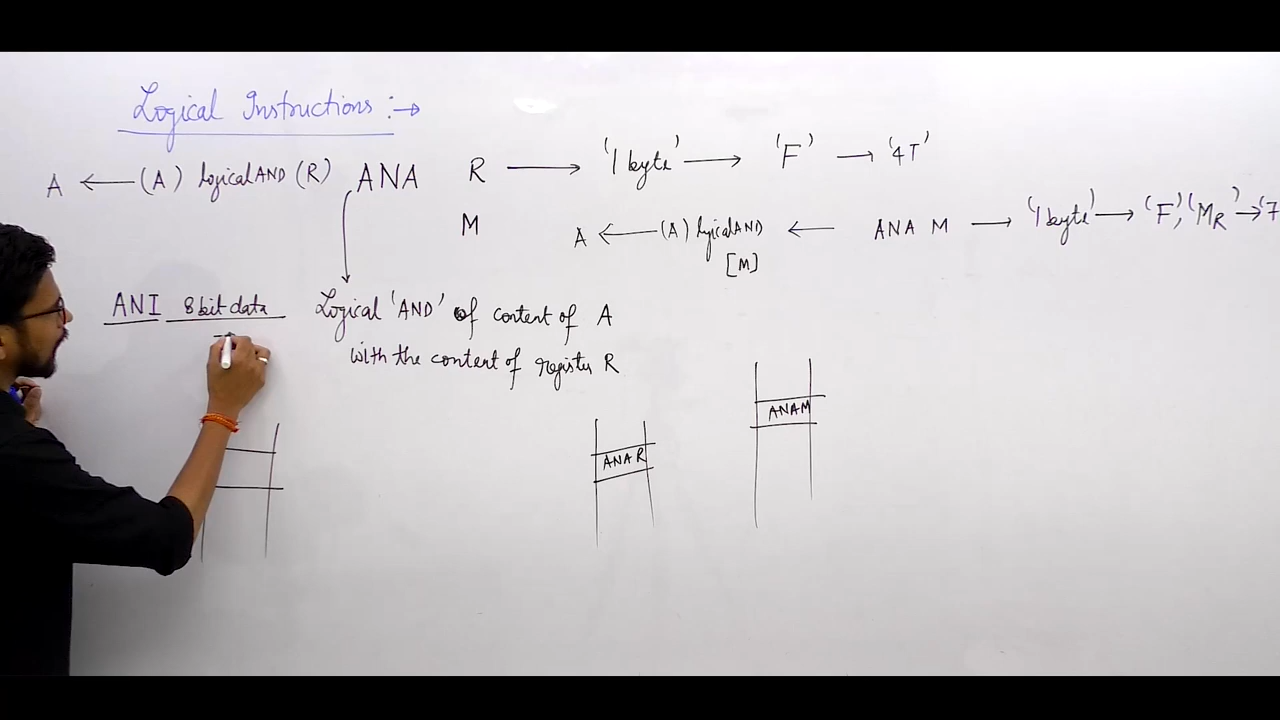 Logical Instructions :→
A ← (A) logical AND (R) ANA R → '1 byte' → 'F' → '4T'
M A ← (A) logical AND [M] ← ANA M → '1 byte' → 'F', 'MR' → '7
ANI 8 bit data
Logical 'AND' of content of A
with the content of register R
ANA M
ANA R